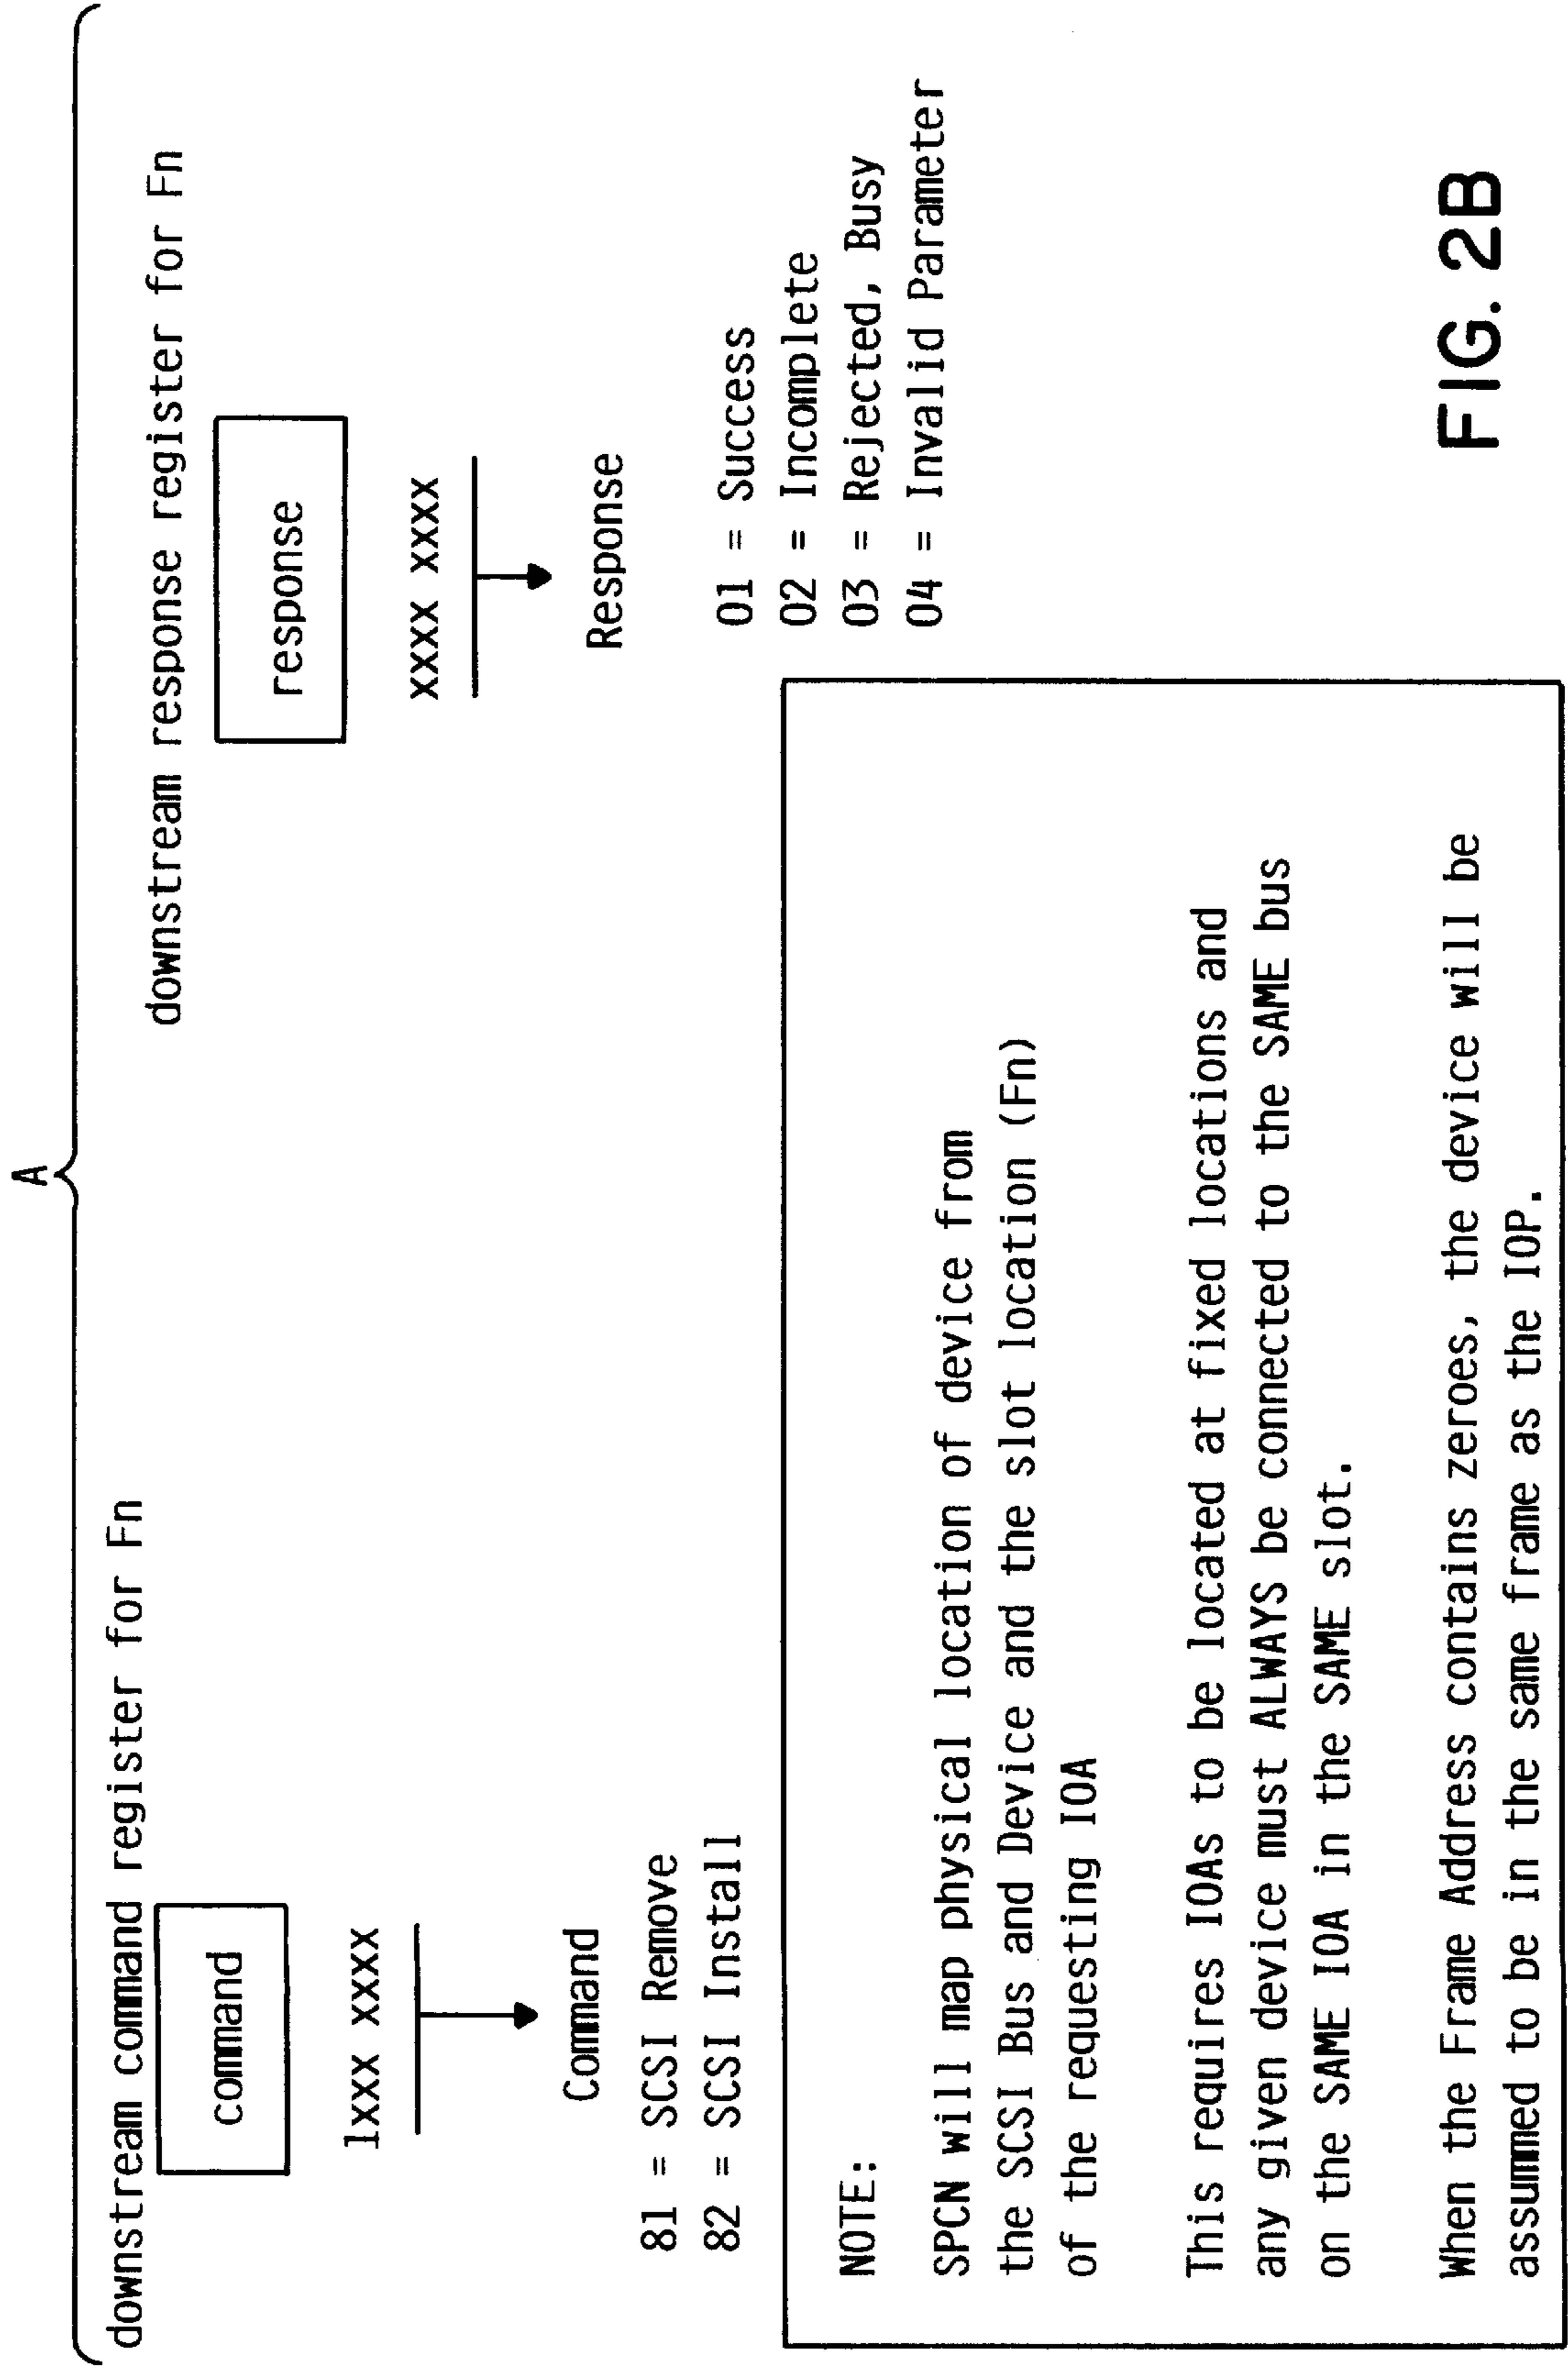 A
downstream command register for Fn
command
1xxx xxxx
Command
81 = SCSI Remove
82 = SCSI Install
downstream response register for Fn
response
xxxx xxxx
Response
01 = Success
02 = Incomplete
03 = Rejected, Busy
04 = Invalid Parameter
NOTE:
SPCN will map physical location of device from
the SCSI Bus and Device and the slot location (Fn)
of the requesting IOA
This requires IOAs to be located at fixed locations and
any given device must ALWAYS be connected to the SAME bus
on the SAME IOA in the SAME slot.
When the Frame Address contains zeroes, the device will be
assummed to be in the same frame as the IOP.
FIG. 2B